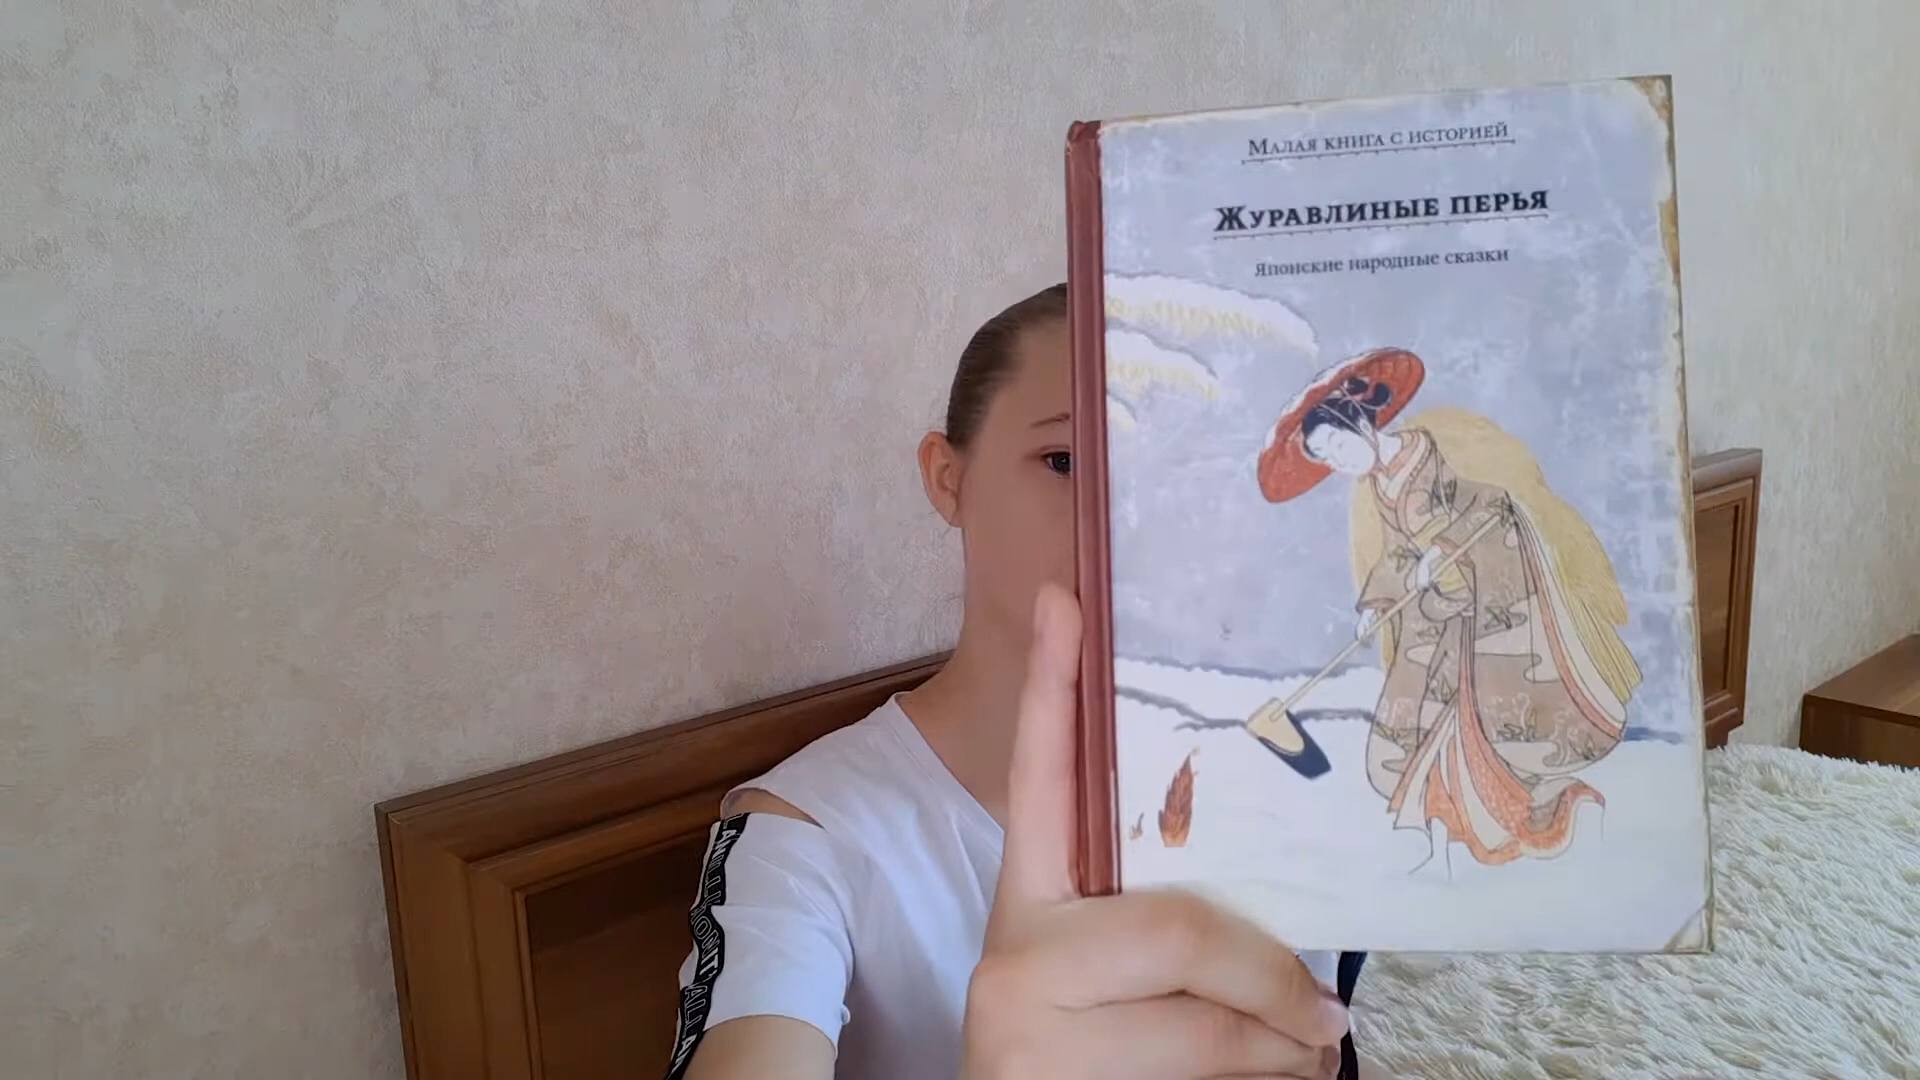 Малая книга с историей
Журавлиные перья
Японские народные сказки